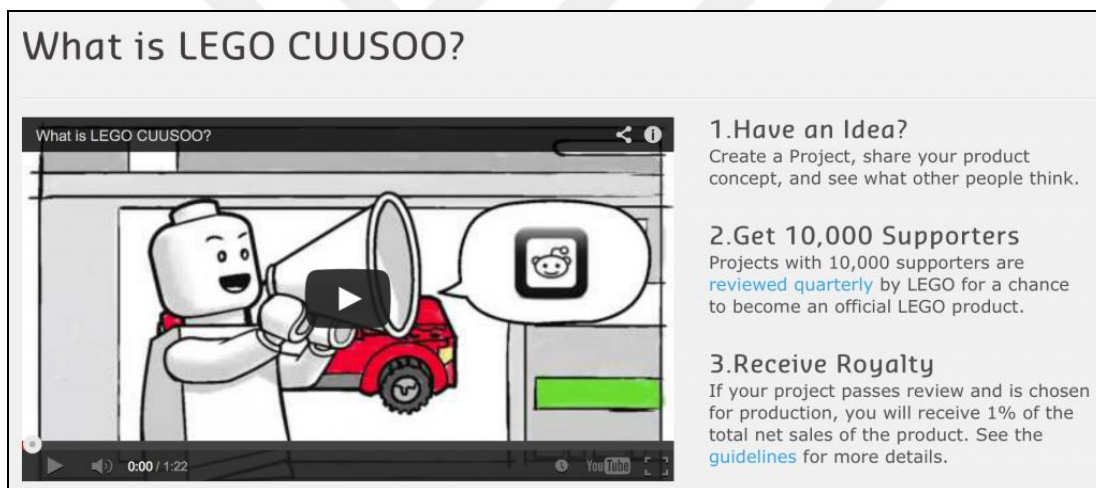 What is LEGO CUUSOO?
What is LEGO CUUSOO?
0:00 / 1:22
YouTube
1.Have an Idea?
Create a Project, share your product
concept, and see what other people think.
2.Get 10,000 Supporters
Projects with 10,000 supporters are
reviewed quarterly by LEGO for a chance
to become an official LEGO product.
3.Receive Royalty
If your project passes review and is chosen
for production, you will receive 1% of the
total net sales of the product. See the
guidelines for more details.